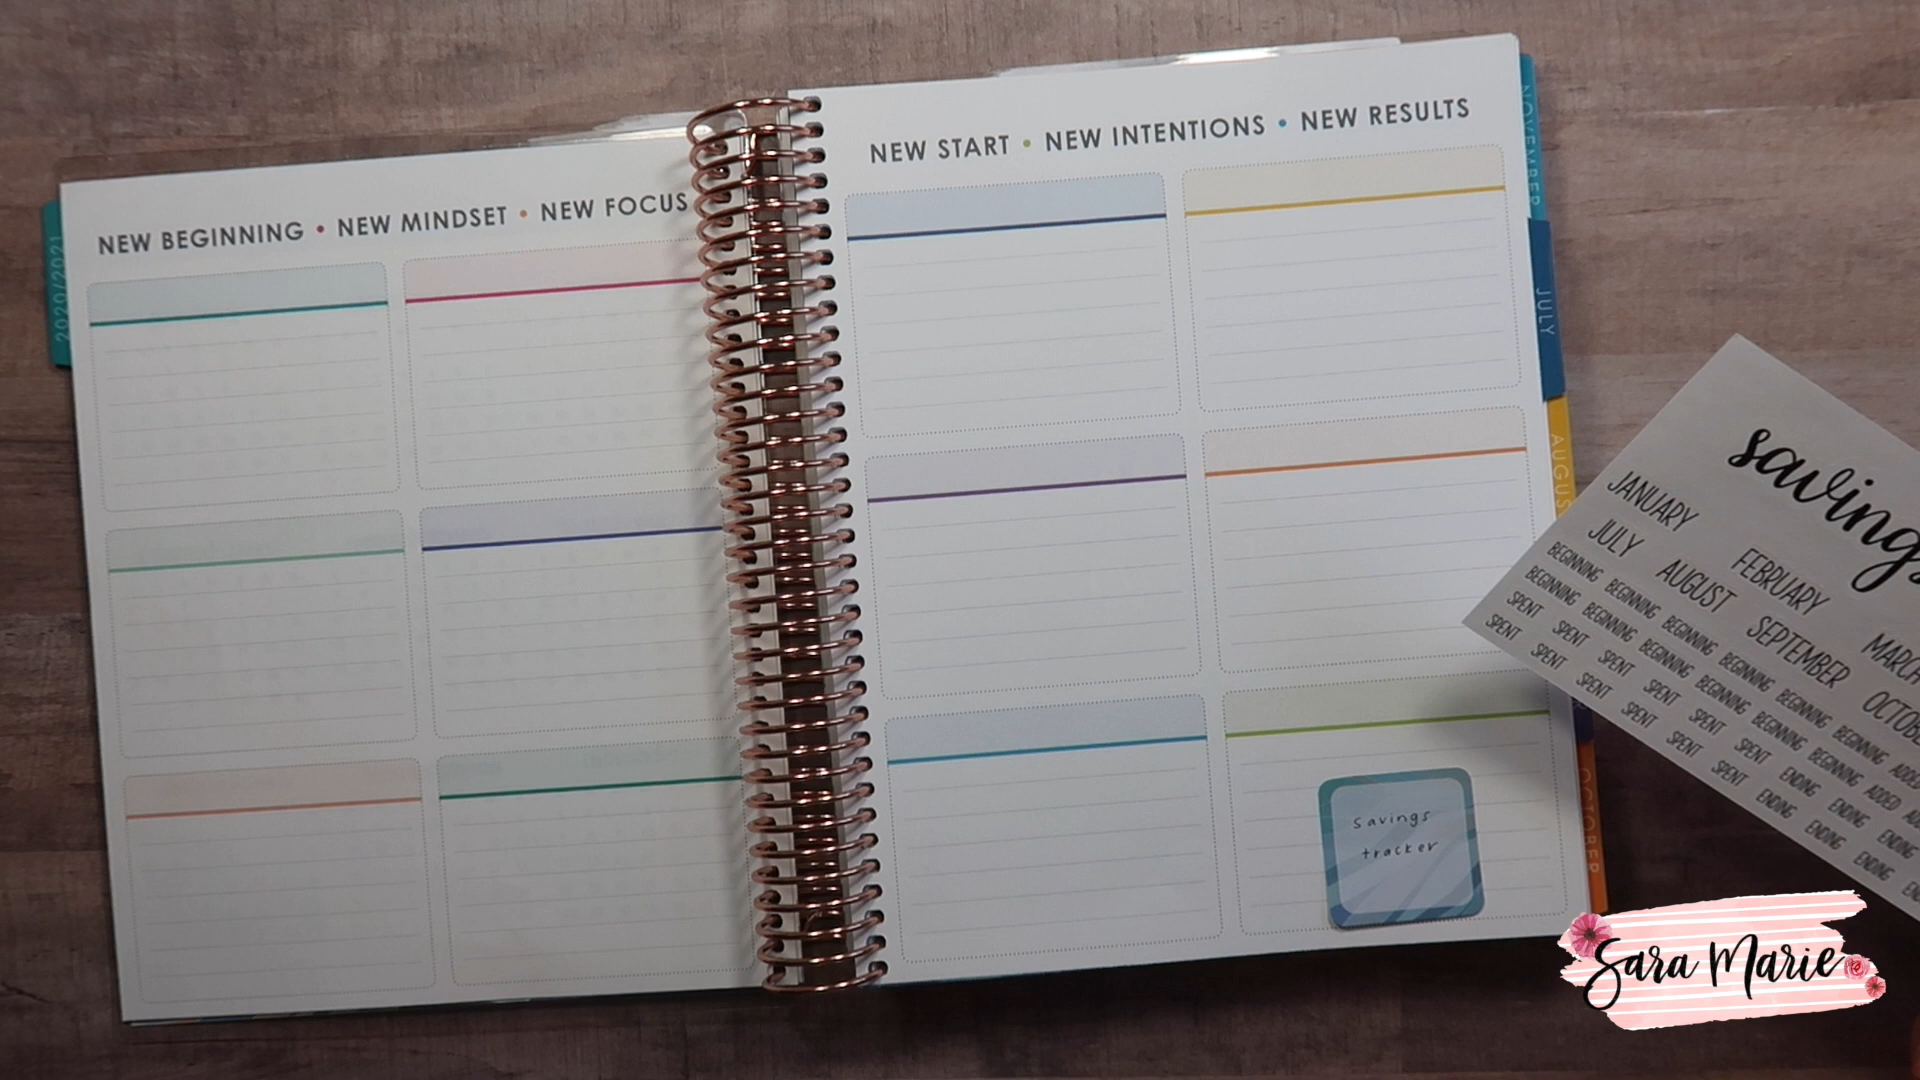 NEW BEGINNING • NEW MINDSET • NEW FOCUS
NEW START • NEW INTENTIONS • NEW RESULTS
2020/2021
NOVEMBER
JULY
AUGUST
OCTOBER
savings
tracker
savings
JANUARY FEBRUARY MARCH
JULY AUGUST SEPTEMBER
BEGINNING BEGINNING BEGINNING BEGINNING BEGINNING BEGINNING ADDED
BEGINNING BEGINNING BEGINNING BEGINNING BEGINNING BEGINNING ADDED
SPENT SPENT SPENT SPENT SPENT SPENT ENDING ENDING ENDING
SPENT SPENT SPENT SPENT SPENT SPENT ENDING ENDING ENDING
Sara Marie